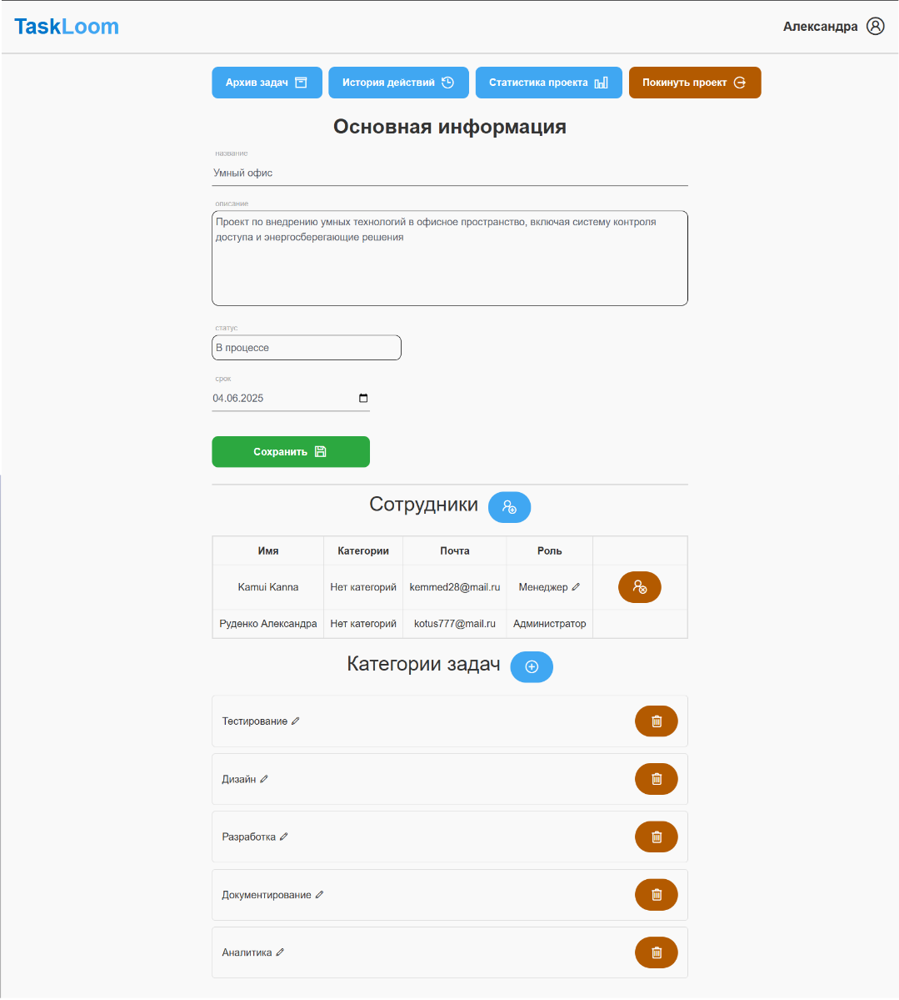 TaskLoom
Александра
Архив задач
История действий
Статистика проекта
Покинуть проект
Основная информация
название
Умный офис
описание
Проект по внедрению умных технологий в офисное пространство, включая систему контроля
доступа и энергосберегающие решения
статус
В процессе
срок
04.06.2025
Сохранить
Сотрудники
Имя Категории Почта Роль
Kamui Kanna Нет категорий kemmed28@mail.ru Менеджер
Руденко Александра Нет категорий kotus777@mail.ru Администратор
Категории задач
Тестирование
Дизайн
Разработка
Документирование
Аналитика